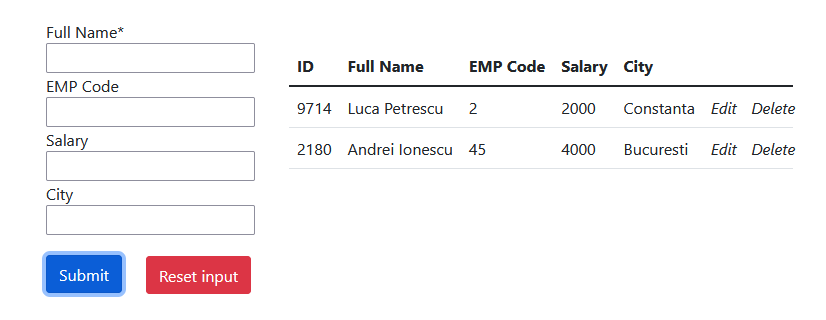 Full Name*
EMP Code
Salary
City
Submit Reset input
ID Full Name EMP Code Salary City
9714 Luca Petrescu 2 2000 Constanta Edit Delete
2180 Andrei Ionescu 45 4000 Bucuresti Edit Delete